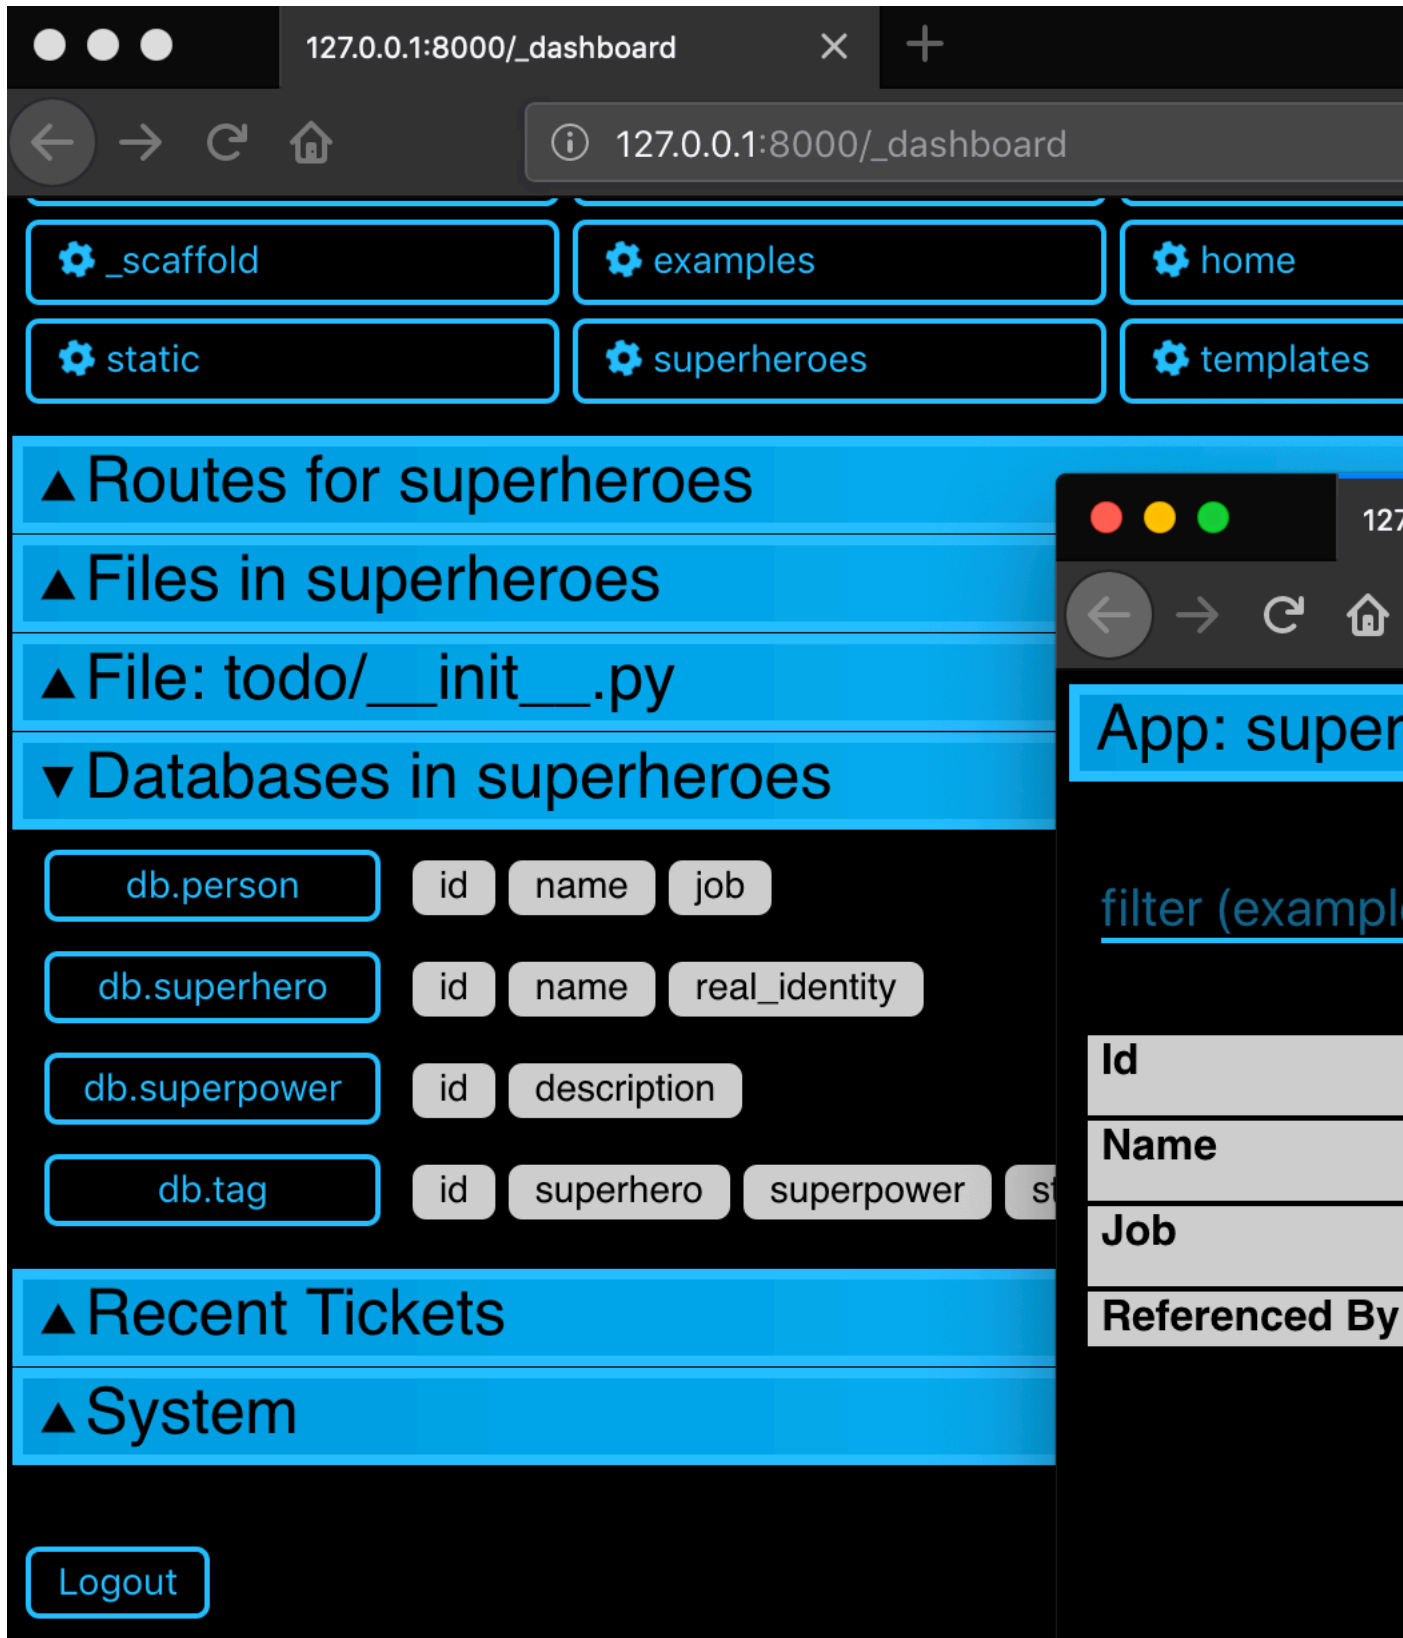 127.0.0.1:8000/_dashboard
127.0.0.1:8000/_dashboard
_scaffold
examples
home
static
superheroes
templates
Routes for superheroes
Files in superheroes
File: todo/__init__.py
Databases in superheroes
db.person id name job
db.superhero id name real_identity
db.superpower id description
db.tag id superhero superpower
Recent Tickets
System
Logout
127
App: super
filter (exampl
Id
Name
Job
Referenced By